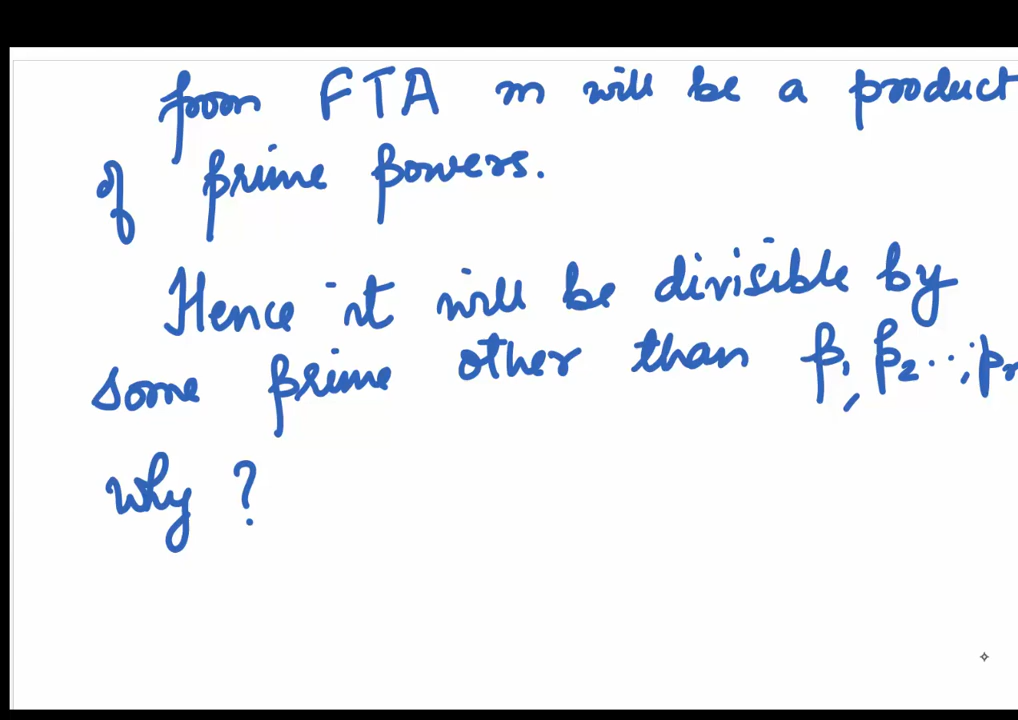 from FTA m will be a product
of prime powers.
Hence it will be divisible by
some prime other than p₁, p₂..., pₙ
why ?